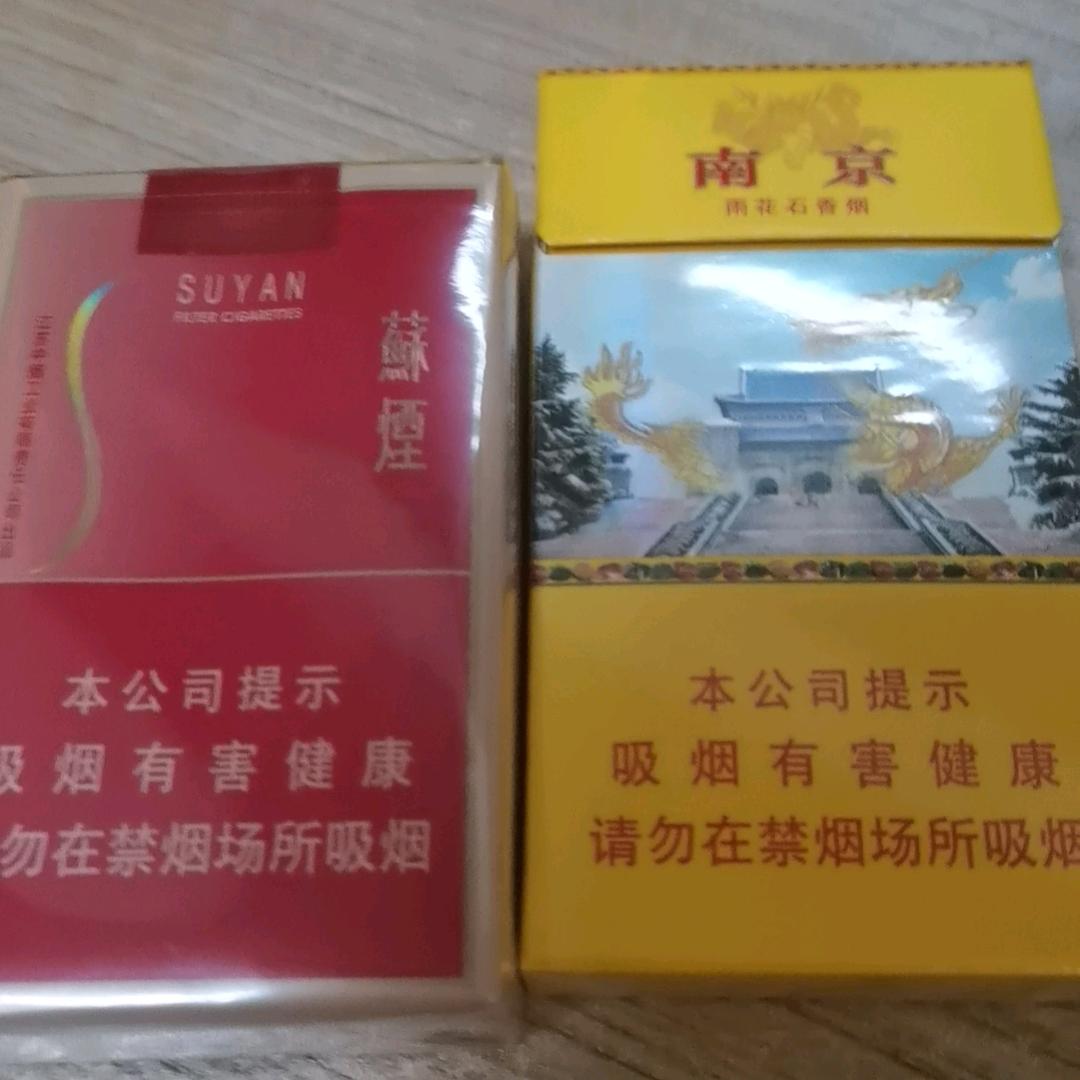 SUYAN
FILTER CIGARETTES
蘇煙
本公司提示
吸烟有害健康
勿在禁烟场所吸烟
南京
雨花石香烟
本公司提示
吸烟有害健康
请勿在禁烟场所吸烟